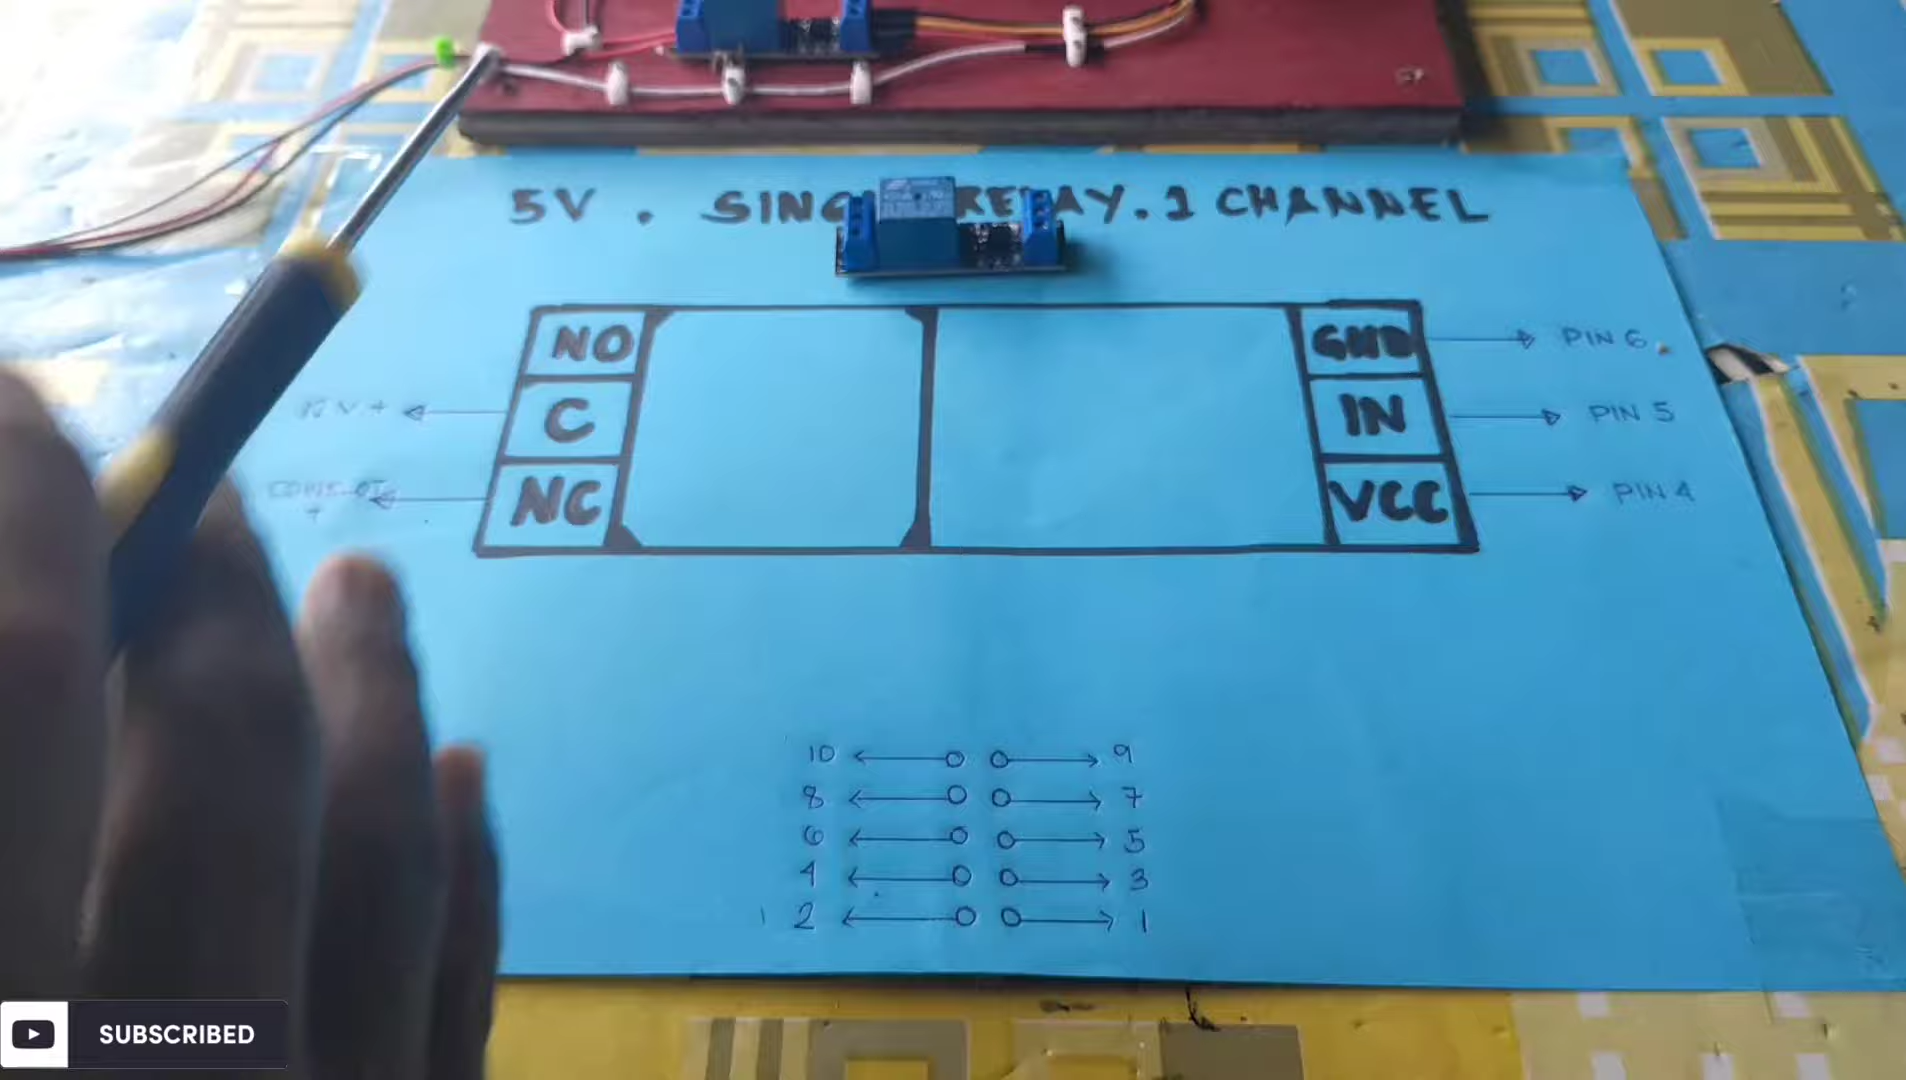 5V . SING RELAY . 1 CHANNEL
NO
GND
PIN 6
V +
C
IN
PIN 5
+
NC
VCC
PIN 4
10 9
8 7
6 5
4 3
2 1
SUBSCRIBED